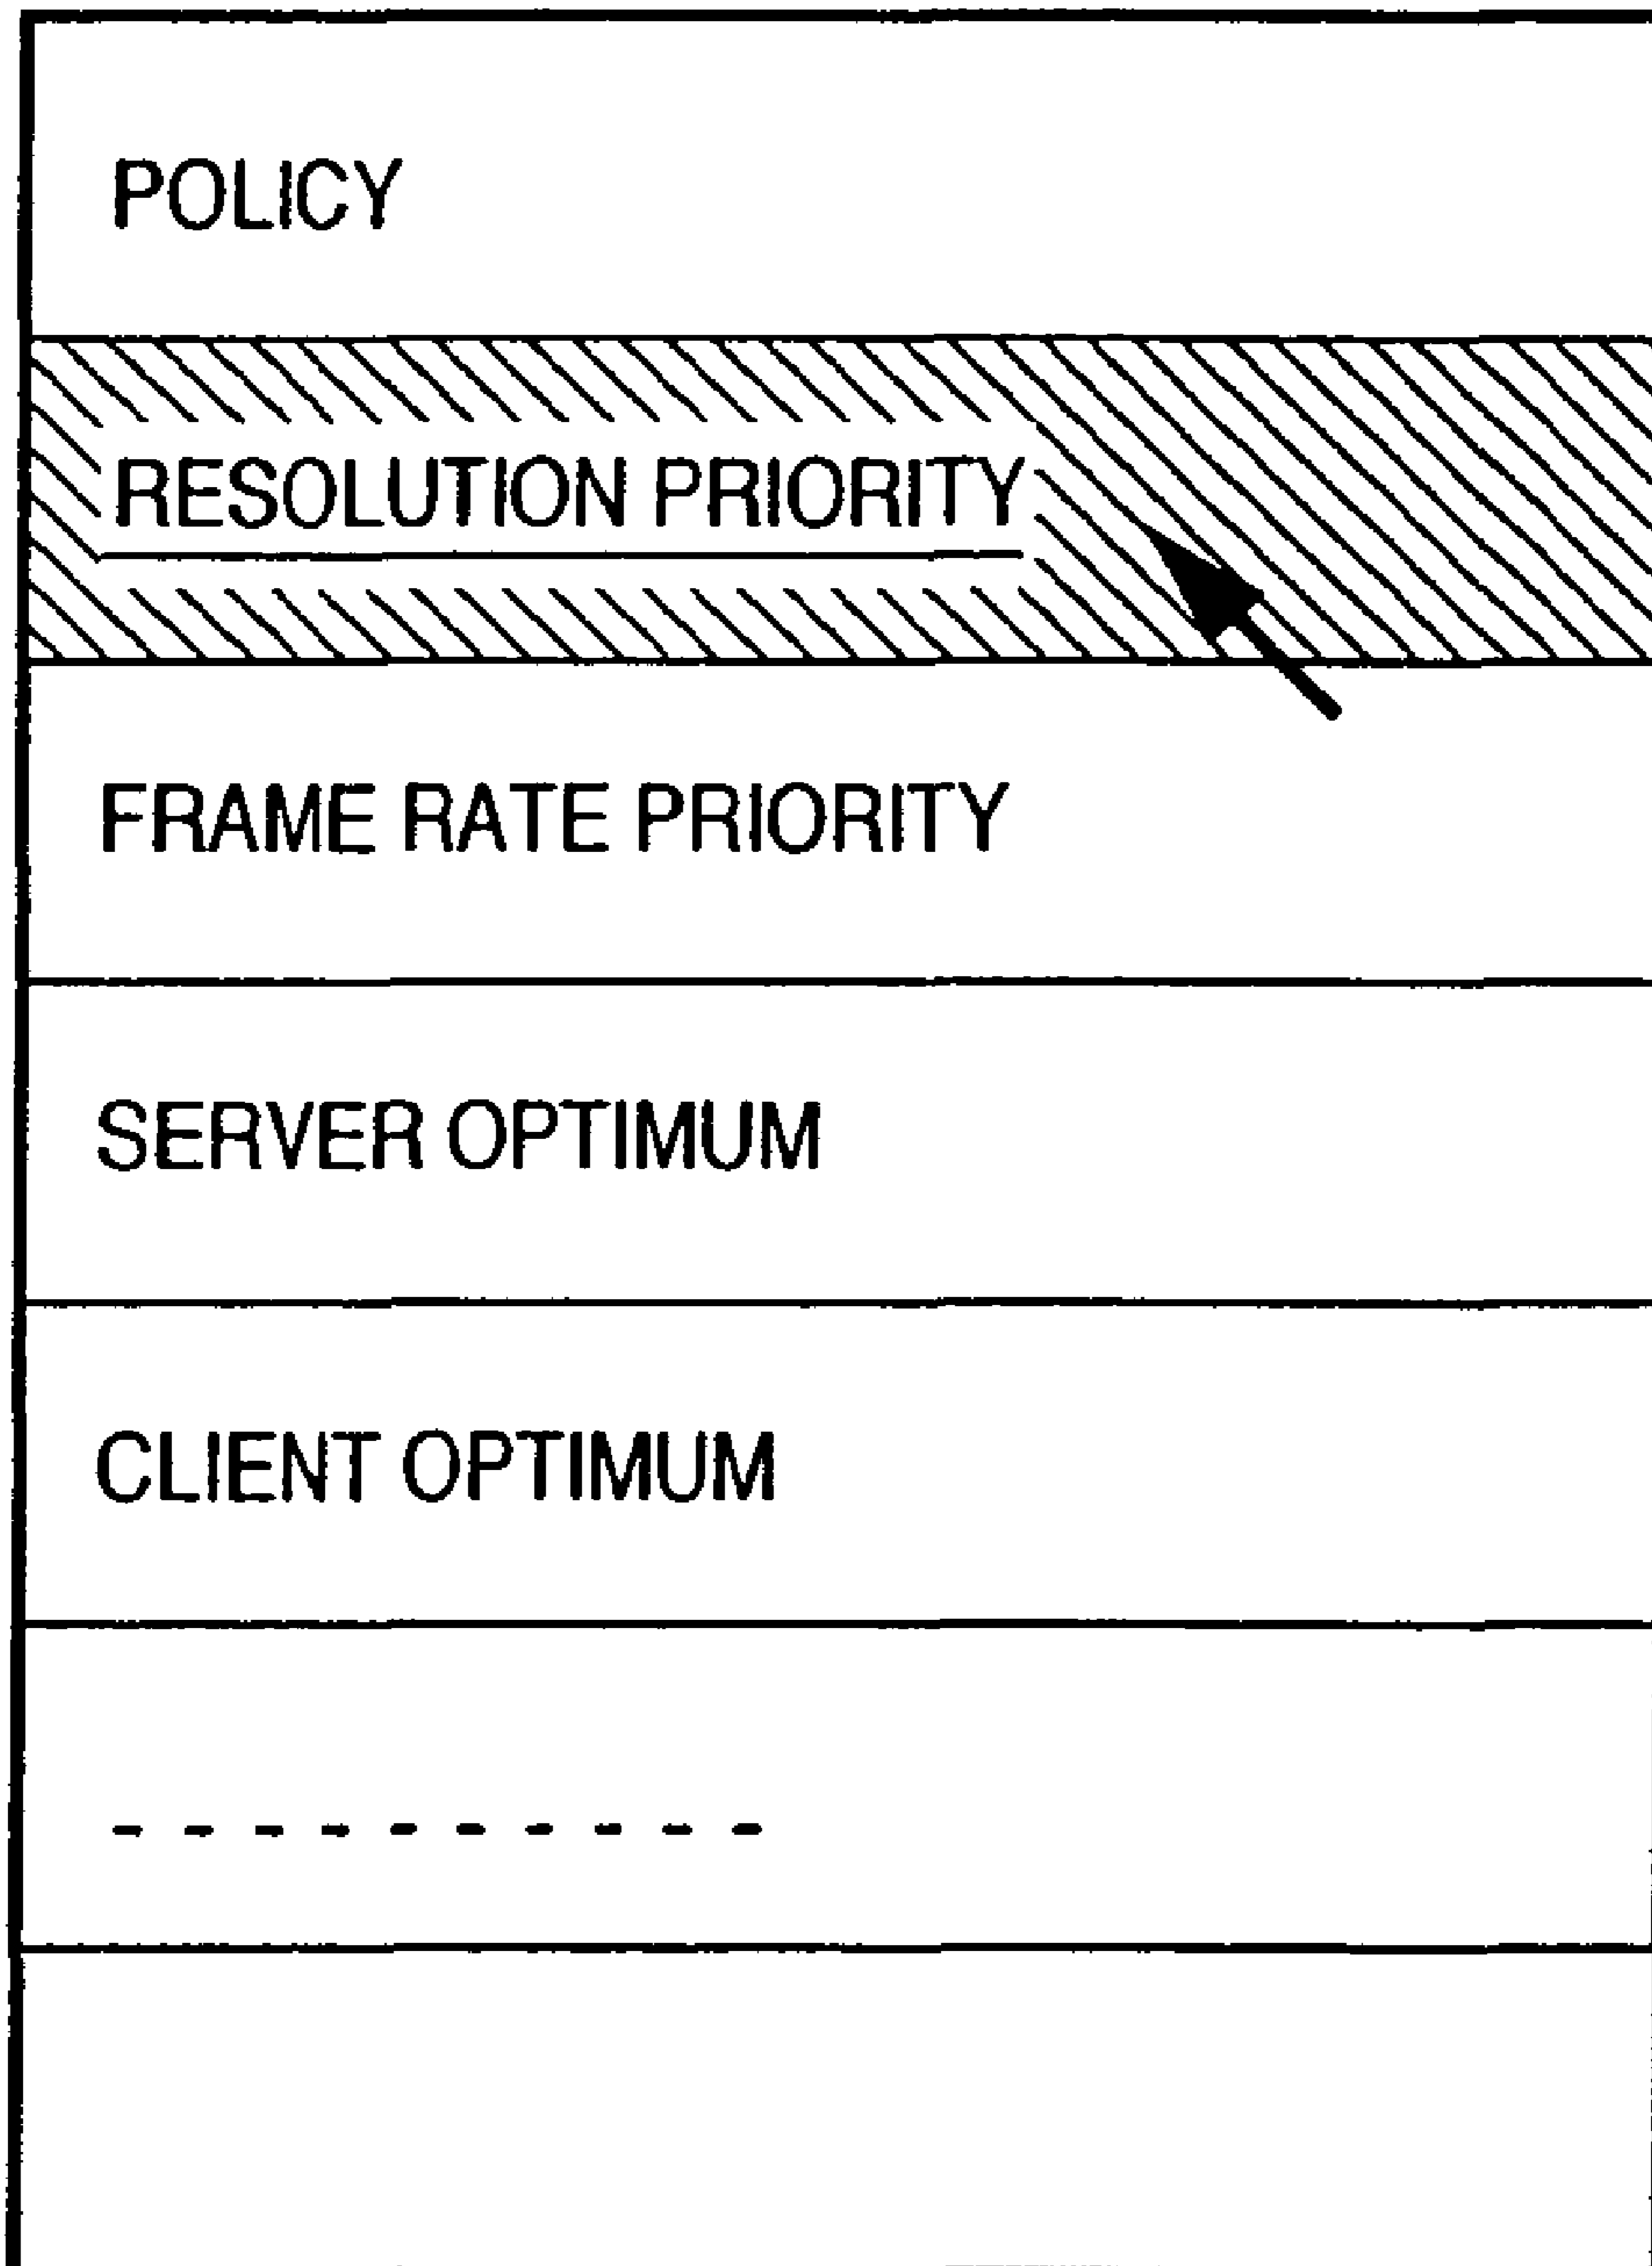 POLICY
RESOLUTION PRIORITY
FRAME RATE PRIORITY
SERVER OPTIMUM
CLIENT OPTIMUM
- - - - - - - - - -